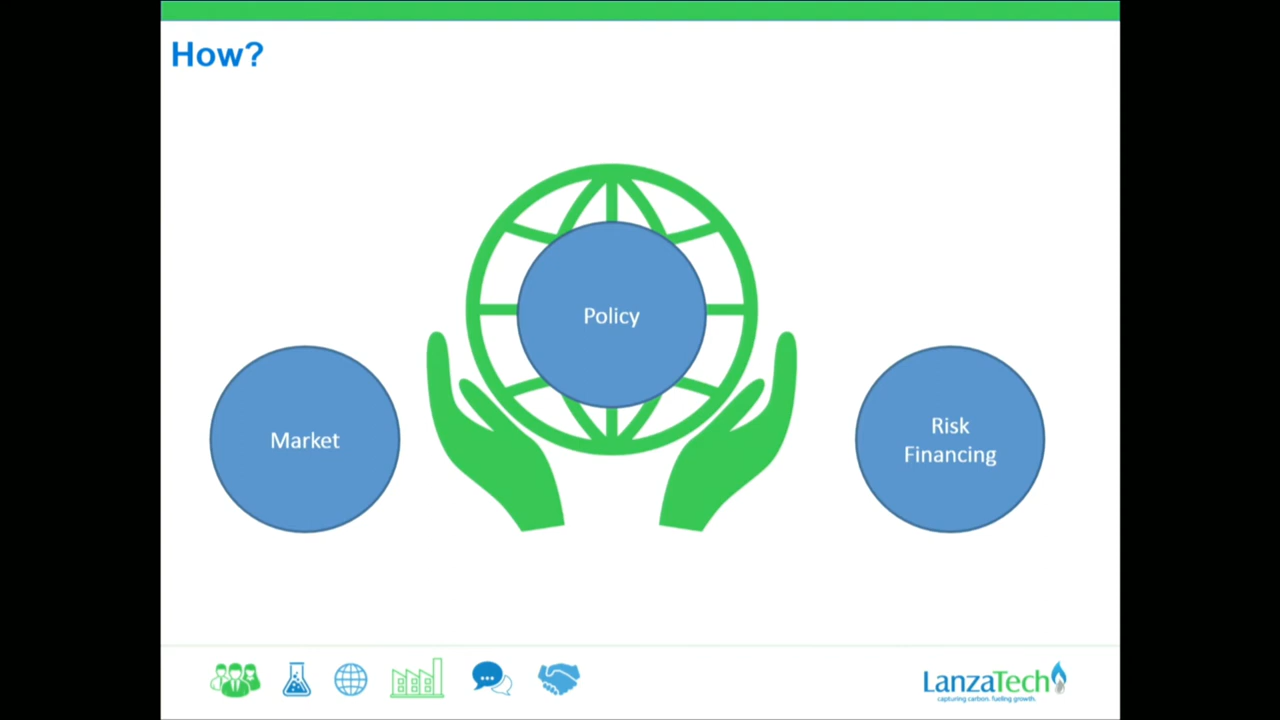 How?
Policy
Market
Risk
Financing
LanzaTech
capturing carbon. fueling growth.